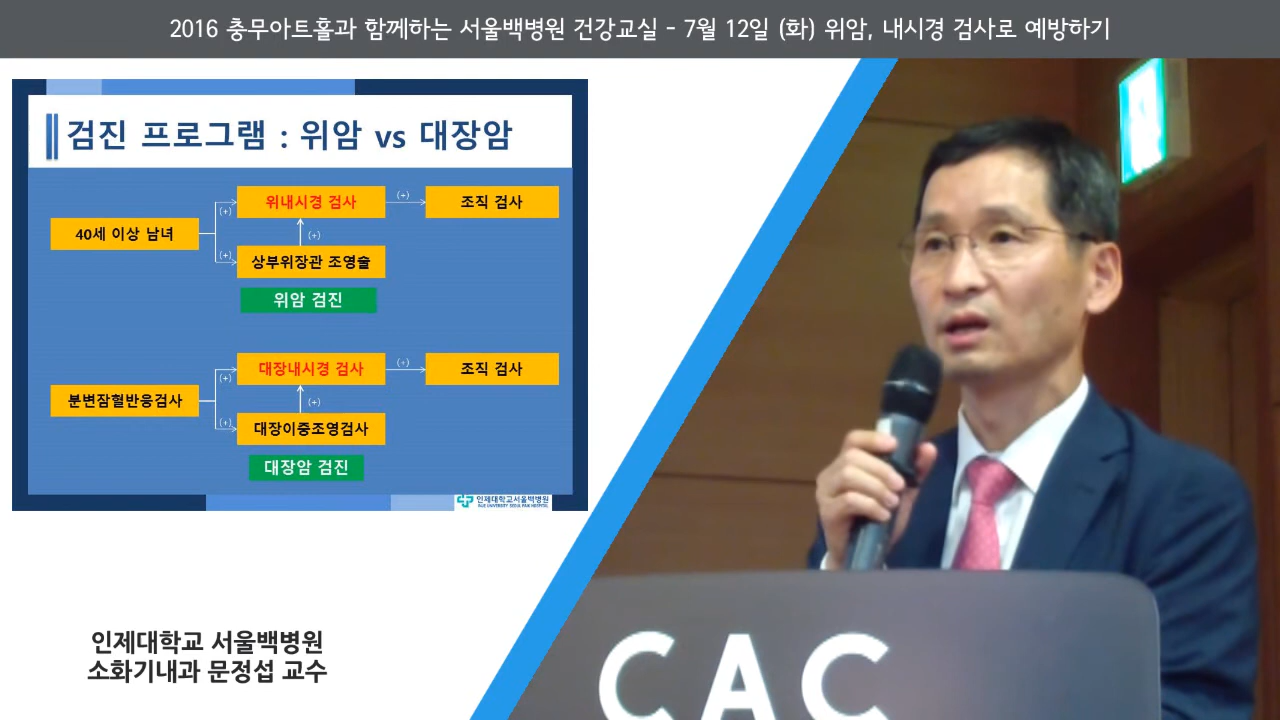 2016 충무아트홀과 함께하는 서울백병원 건강교실 - 7월 12일 (화) 위암, 내시경 검사로 예방하기
검진 프로그램 : 위암 vs 대장암
40세 이상 남녀
(+)
위내시경 검사
(+)
조직 검사
(+)
(+)
상부위장관 조영술
위암 검진
분변잠혈반응검사
(+)
대장내시경 검사
(+)
조직 검사
(+)
(+)
대장이중조영검사
대장암 검진
인제대학교서울백병원
INJE UNIVERSITY SEOUL PAIK HOSPITAL
인제대학교 서울백병원
소화기내과 문정섭 교수
CAC